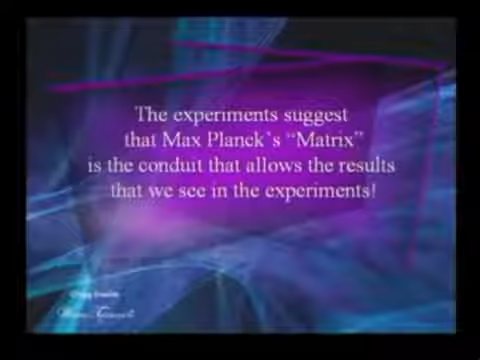 The experiments suggest
that Max Planck`s “Matrix”
is the conduit that allows the results
that we see in the experiments!